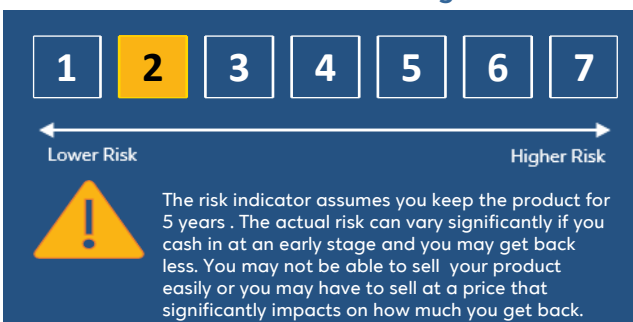 1 2 3 4 5 6 7
Lower Risk Higher Risk
!
The risk indicator assumes you keep the product for
5 years . The actual risk can vary significantly if you
cash in at an early stage and you may get back
less. You may not be able to sell your product
easily or you may have to sell at a price that
significantly impacts on how much you get back.